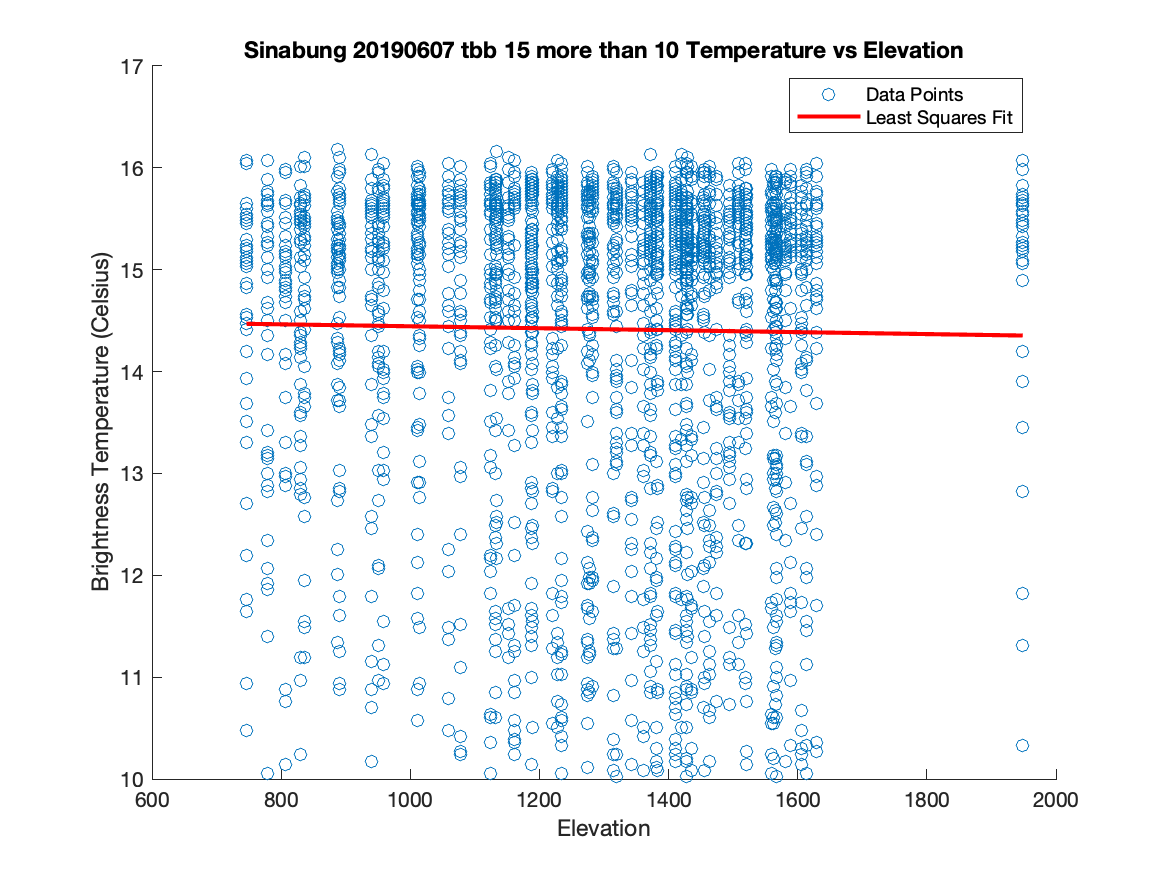 Sinabung 20190607 tbb 15 more than 10 Temperature vs Elevation
Data Points
Least Squares Fit
17
16
15
14
13
12
11
10
Brightness Temperature (Celsius)
600 800 1000 1200 1400 1600 1800 2000
Elevation